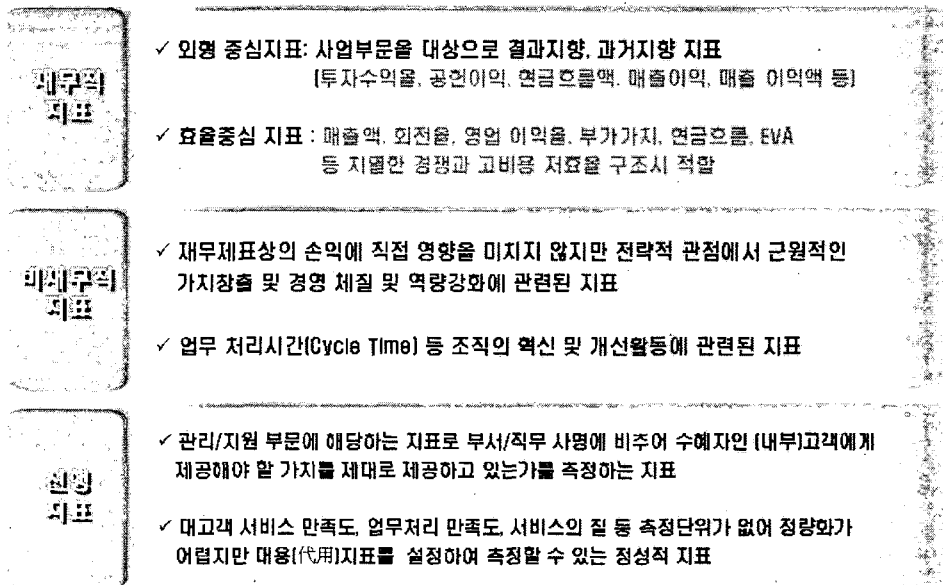 재무적
지표
✓ 외형 중심지표: 사업부문을 대상으로 결과지향, 과거지향 지표
(투자수익율, 공헌이익, 현금흐름액, 매출이익, 매출 이익액 등)
✓ 효율중심 지표 : 매출액, 회전율, 영업 이익율, 부가가치, 현금흐름, EVA
등 치열한 경쟁과 고비용 저효율 구조시 적합
비재무적
지표
✓ 재무제표상의 손익에 직접 영향을 미치지 않지만 전략적 관점에서 근원적인
가치창출 및 경영 체질 및 역량강화에 관련된 지표
✓ 업무 처리시간(Cycle Time) 등 조직의 혁신 및 개선활동에 관련된 지표
선행
지표
✓ 관리/지원 부문에 해당하는 지표로 부서/직무 사명에 비추어 수혜자인 (내부)고객에게
제공해야 할 가치를 제대로 제공하고 있는가를 측정하는 지표
✓ 대고객 서비스 만족도, 업무처리 만족도, 서비스의 질 등 측정단위가 없어 정량화가
어렵지만 대용(代用)지표를 설정하여 측정할 수 있는 정성적 지표